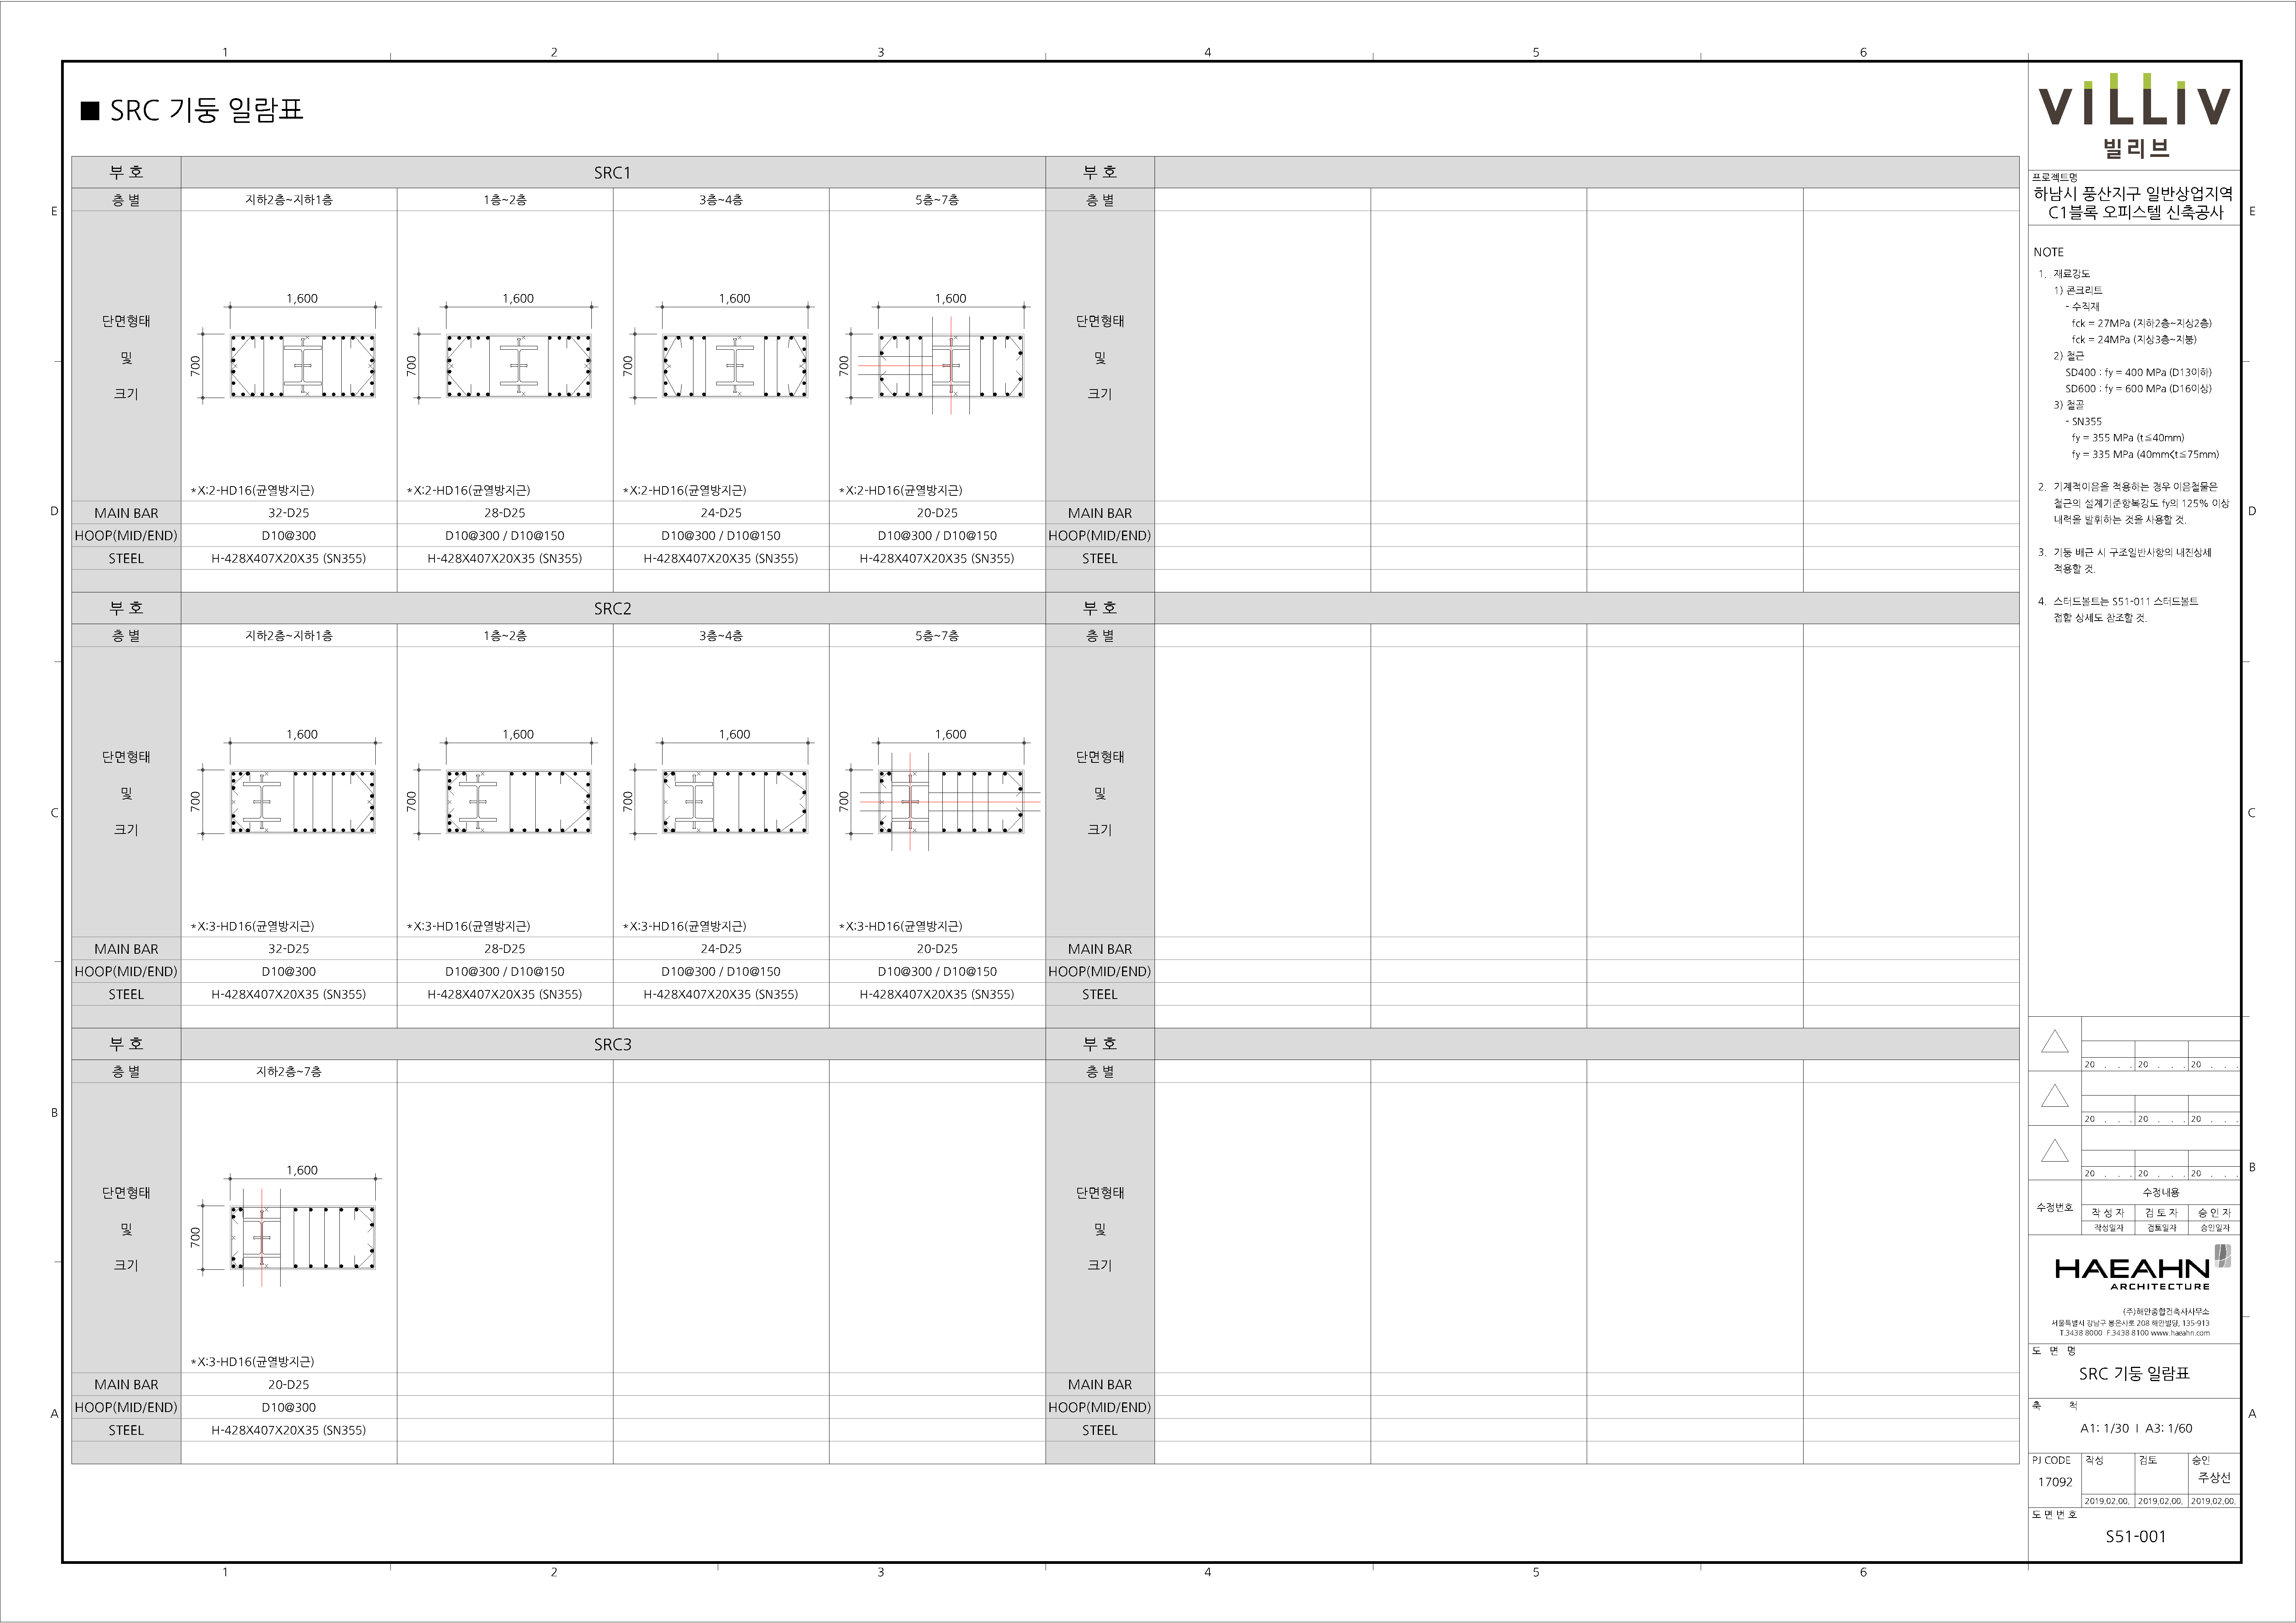 1 2 3 4 5 6
■ SRC 기둥 일람표
부 호 SRC1 부 호
층 별 지하2층~지하1층 1층~2층 3층~4층 5층~7층 층 별
단면형태 및 크기
1,600 1,600 1,600 1,600
700 700 700 700
단면형태 및 크기
*X:2-HD16(균열방지근) *X:2-HD16(균열방지근) *X:2-HD16(균열방지근) *X:2-HD16(균열방지근)
MAIN BAR 32-D25 28-D25 24-D25 20-D25 MAIN BAR
HOOP(MID/END) D10@300 D10@300 / D10@150 D10@300 / D10@150 D10@300 / D10@150 HOOP(MID/END)
STEEL H-428X407X20X35 (SN355) H-428X407X20X35 (SN355) H-428X407X20X35 (SN355) H-428X407X20X35 (SN355) STEEL
부 호 SRC2 부 호
층 별 지하2층~지하1층 1층~2층 3층~4층 5층~7층 층 별
단면형태 및 크기
1,600 1,600 1,600 1,600
700 700 700 700
단면형태 및 크기
*X:3-HD16(균열방지근) *X:3-HD16(균열방지근) *X:3-HD16(균열방지근) *X:3-HD16(균열방지근)
MAIN BAR 32-D25 28-D25 24-D25 20-D25 MAIN BAR
HOOP(MID/END) D10@300 D10@300 / D10@150 D10@300 / D10@150 D10@300 / D10@150 HOOP(MID/END)
STEEL H-428X407X20X35 (SN355) H-428X407X20X35 (SN355) H-428X407X20X35 (SN355) H-428X407X20X35 (SN355) STEEL
부 호 SRC3 부 호
층 별 지하2층~7층 층 별
단면형태 및 크기
1,600
700
단면형태 및 크기
*X:3-HD16(균열방지근)
MAIN BAR 20-D25 MAIN BAR
HOOP(MID/END) D10@300 HOOP(MID/END)
STEEL H-428X407X20X35 (SN355) STEEL
E D C B A
E D C B A
1 2 3 4 5 6
VILLIV
빌리브
프로젝트명
하남시 풍산지구 일반상업지역
C1블록 오피스텔 신축공사
NOTE
1. 재료강도
1) 콘크리트
- 수직재
fck = 27MPa (지하2층~지상2층)
fck = 24MPa (지상3층~지붕)
2) 철근
SD400 : fy = 400 MPa (D13이하)
SD600 : fy = 600 MPa (D16이상)
3) 철골
- SN355
fy = 355 MPa (t≤40mm)
fy = 335 MPa (40mm<t≤75mm)
2. 기계적이음을 적용하는 경우 이음철물은
철근의 설계기준항복강도 fy의 125% 이상
내력을 발휘하는 것을 사용할 것.
3. 기둥 배근 시 구조일반사항의 내진상세
적용할 것.
4. 스터드볼트는 S51-011 스터드볼트
접합 상세도 참조할 것.
20 . . . 20 . . . 20 . . .
20 . . . 20 . . . 20 . . .
20 . . . 20 . . . 20 . . .
수정번호 수정내용
작 성 자 검 토 자 승 인 자
작성일자 검토일자 승인일자
HAEAHN
ARCHITECTURE
(주)해안종합건축사사무소
서울특별시 강남구 봉은사로 208 해안빌딩, 135-913
T.3438 8000 F.3438 8100 www.haeahn.com
도 면 명
SRC 기둥 일람표
축 척
A1: 1/30 I A3: 1/60
PJ CODE 작성 검토 승인
17092 주상선
2019.02.00. 2019.02.00. 2019.02.00.
도 면 번 호
S51-001